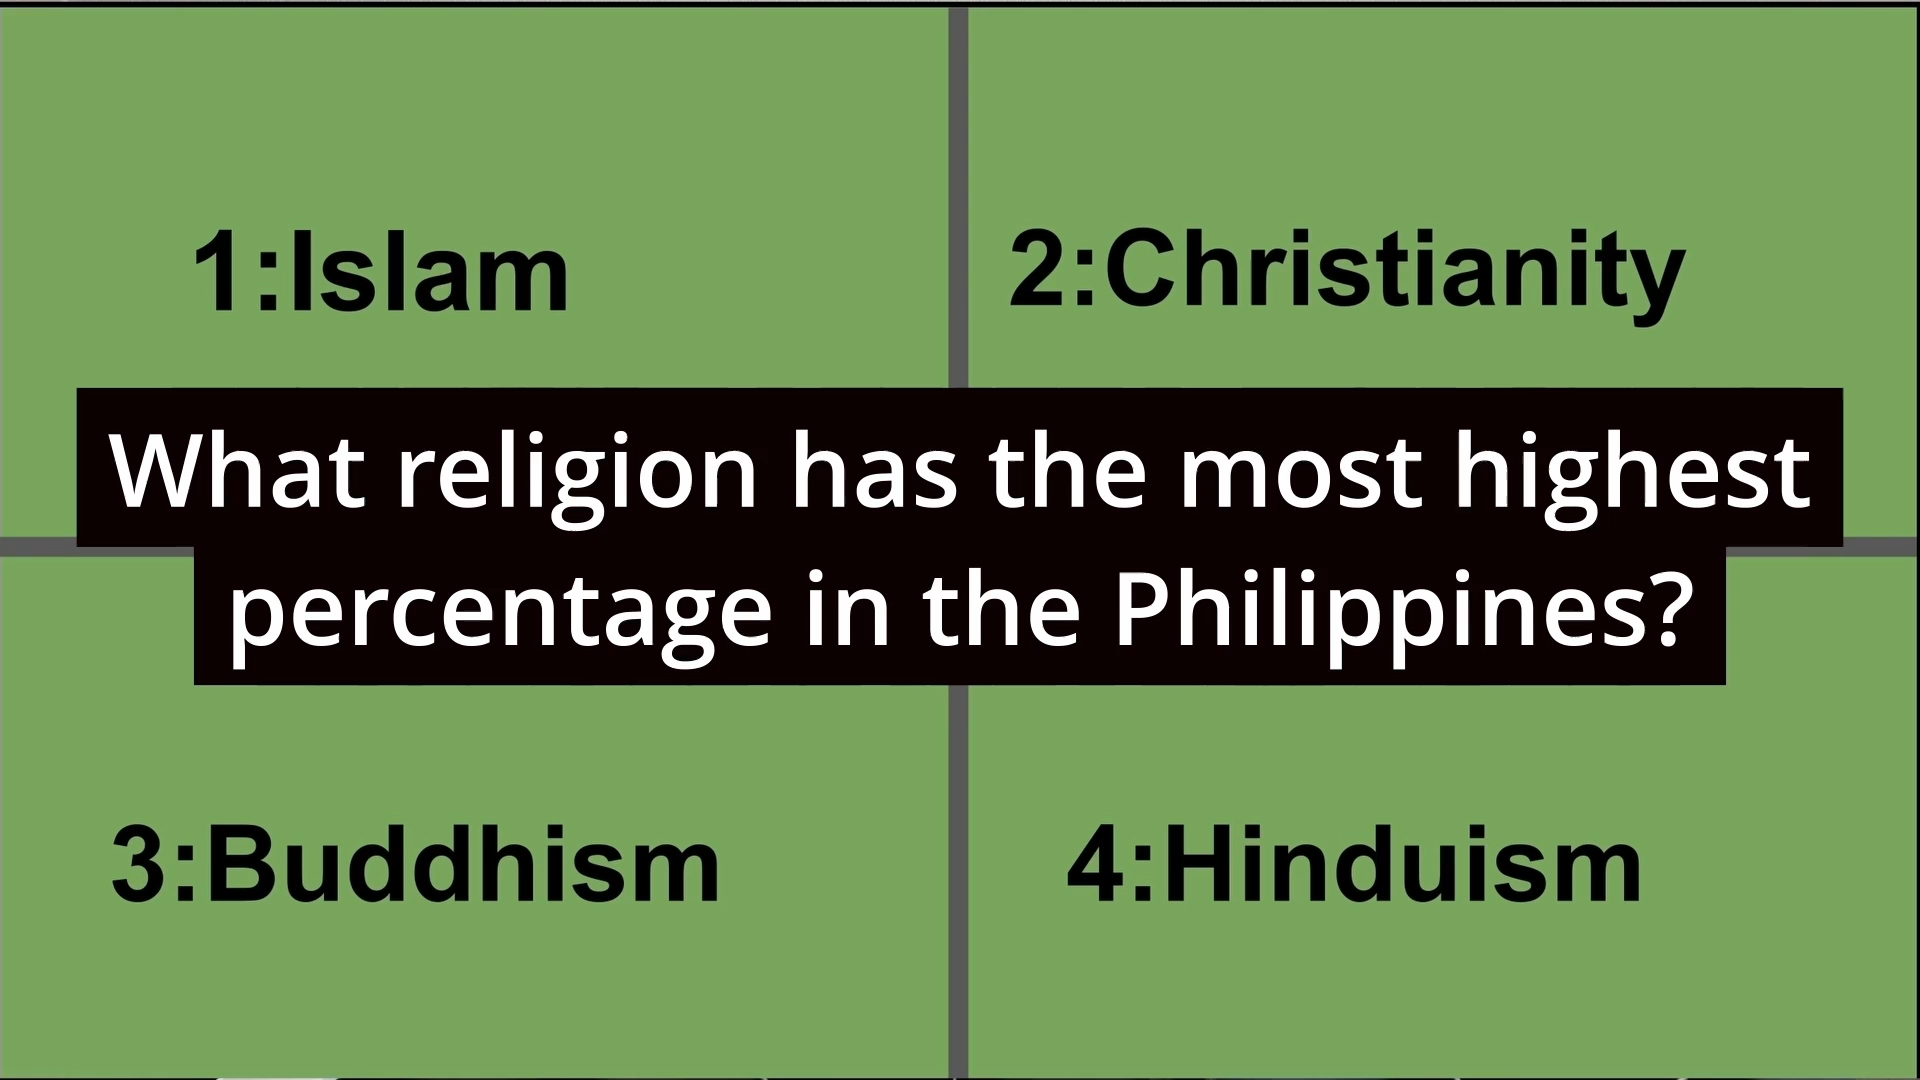 1:Islam
2:Christianity
What religion has the most highest
percentage in the Philippines?
3:Buddhism
4:Hinduism